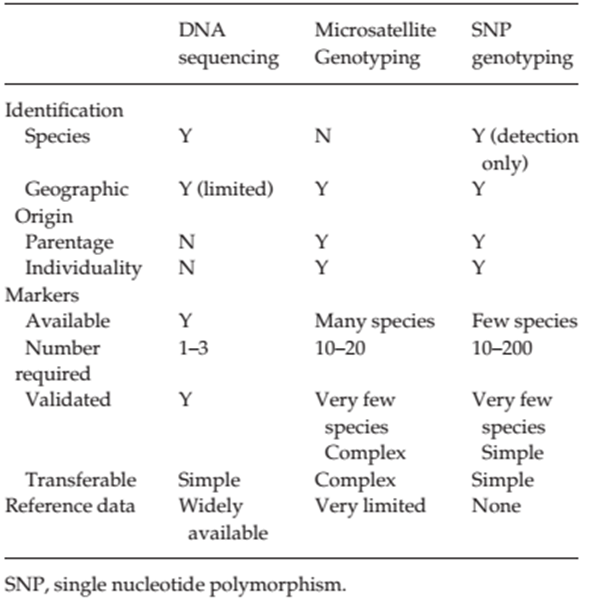 DNA sequencing Microsatellite Genotyping SNP genotyping
Identification
Species Y N Y (detection only)
Geographic Origin Y (limited) Y Y
Parentage N Y Y
Individuality N Y Y
Markers
Available Y Many species Few species
Number required 1–3 10–20 10–200
Validated Y Very few species Complex Very few species Simple
Transferable Simple Complex Simple
Reference data Widely available Very limited None
SNP, single nucleotide polymorphism.